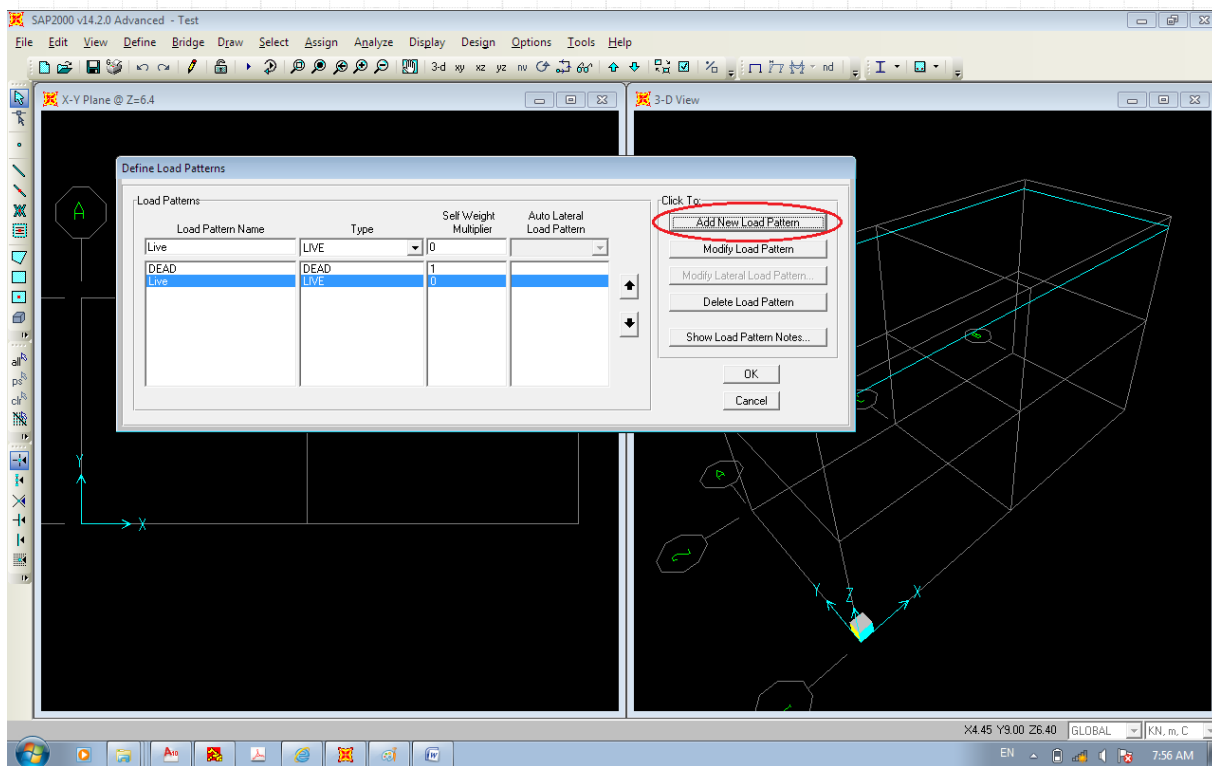 SAP2000 v14.2.0 Advanced - Test
File Edit View Define Bridge Draw Select Assign Analyze Display Design Options Tools Help
3-d xy xz yz nv nd
X-Y Plane @ Z=6.4
3-D View
Define Load Patterns
Load Patterns
Click To:
Load Pattern Name Type Self Weight Multiplier Auto Lateral Load Pattern
Live LIVE 0
DEAD DEAD 1
Live LIVE 0
Add New Load Pattern
Modify Load Pattern
Modify Lateral Load Pattern...
Delete Load Pattern
Show Load Pattern Notes...
OK
Cancel
A
Y
X
all
ps
clr
A
Y
Z
X
X4.45 Y9.00 Z6.40 GLOBAL KN, m, C
EN 7:56 AM